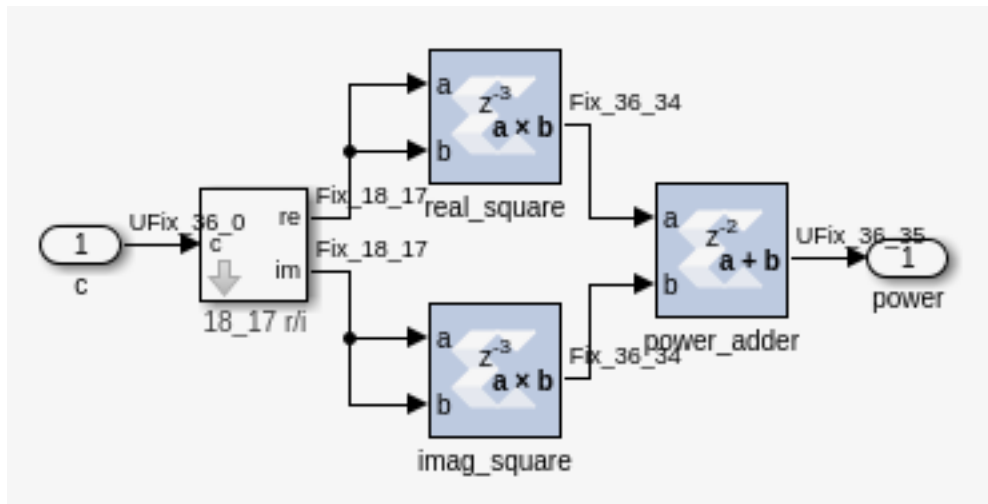 1
c
UFix_36_0
c
re
im
18_17 r/i
Fix_18_17
Fix_18_17
a
b
z-3
a × b
real_square
Fix_36_34
a
b
z-3
a × b
imag_square
Fix_36_34
a
b
z-2
a + b
power_adder
UFix_36_35
1
power